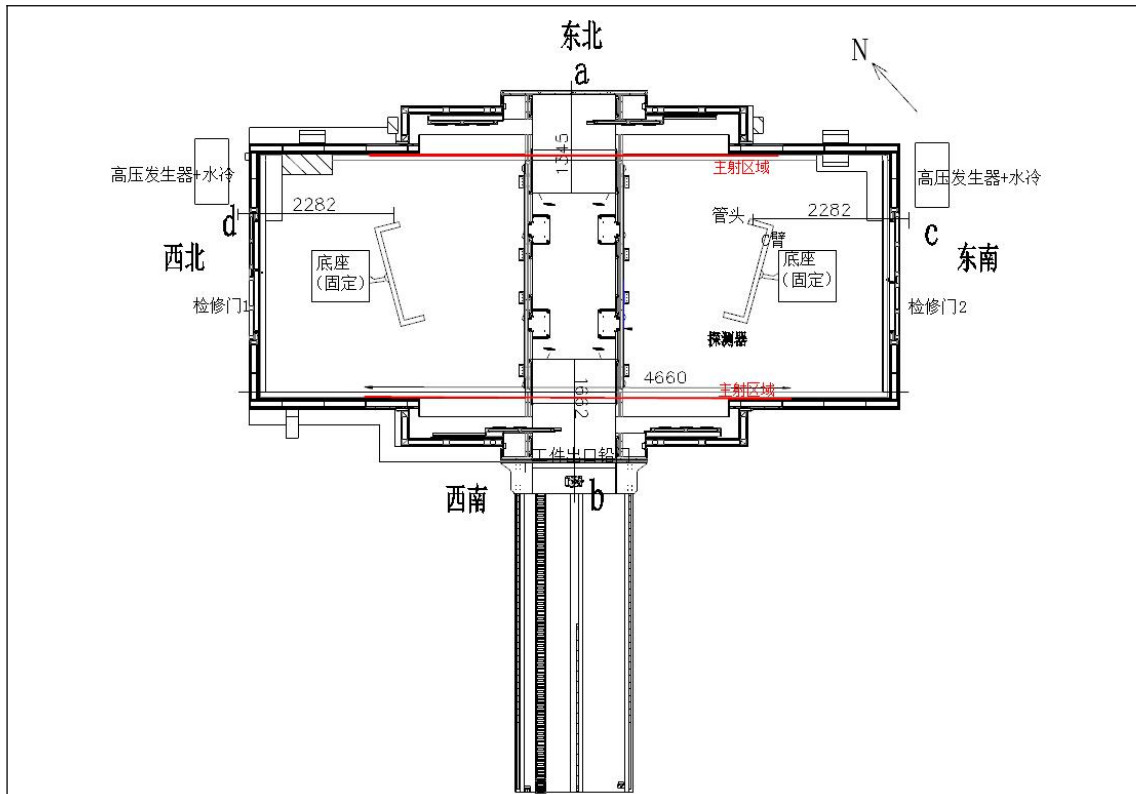 东北
a
N
1345
主射区域
高压发生器+水冷
高压发生器+水冷
2282
管头
2282
d
c
C臂
西北
底座
(固定)
底座
(固定)
东南
检修门1
检修门2
探测器
4660
1662
主射区域
工件出口铅门
西南
b